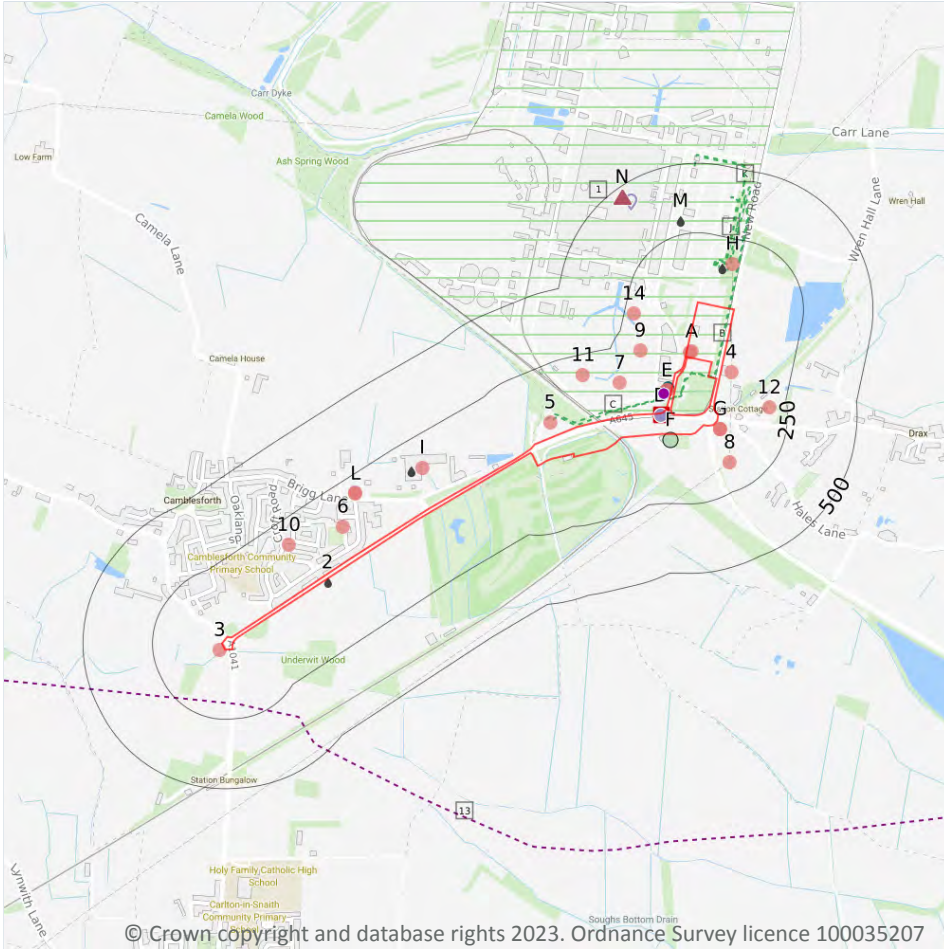 Carr Dyke
Camela Wood
Carr Lane
Low Farm
Ash Spring Wood
N
1
M
New Road
Wren Hall
Wren Hall Lane
Camela Lane
H
14
B
A
9
Camela House
11
7
E
4
5
C
D
12
A645
F
G
250
Drax
8
I
L
Brigg Lane
500
Camblesforth
Oaklands
Croft Road
6
Hales Lane
10
Camblesforth Community
Primary School
2
3
A1041
Underwit Wood
Station Bungalow
13
Holy Family Catholic High
School
Carlton-in-Snaith
Community Primary
Soughs Bottom Drain
© Crown copyright and database rights 2023. Ordnance Survey licence 100035207